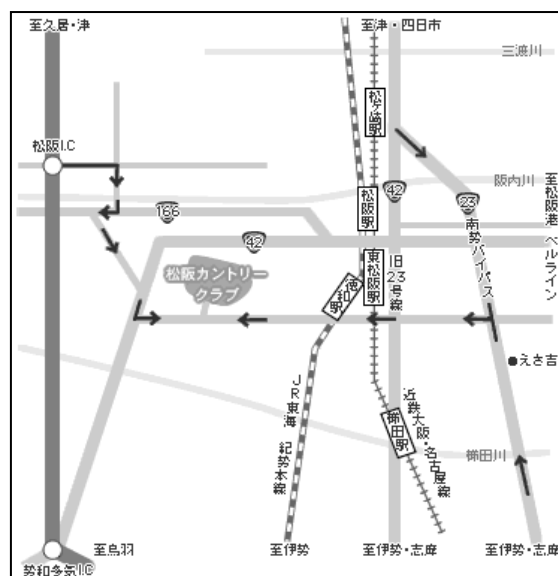 至久居・津
至津・四日市
三渡川
松ヶ崎駅
松阪I.C
阪内川
至松阪港
42
23
166
松阪駅
南勢バイパス
ベルライン
42
東松阪駅
旧23号線
松阪カントリー
クラブ
徳和駅
えさ吉
JR東海 紀勢本線
近鉄大阪・名古屋線
櫛田駅
櫛田川
勢和多気I.C
至鳥羽
至伊勢
至伊勢・志摩
至伊勢・志摩